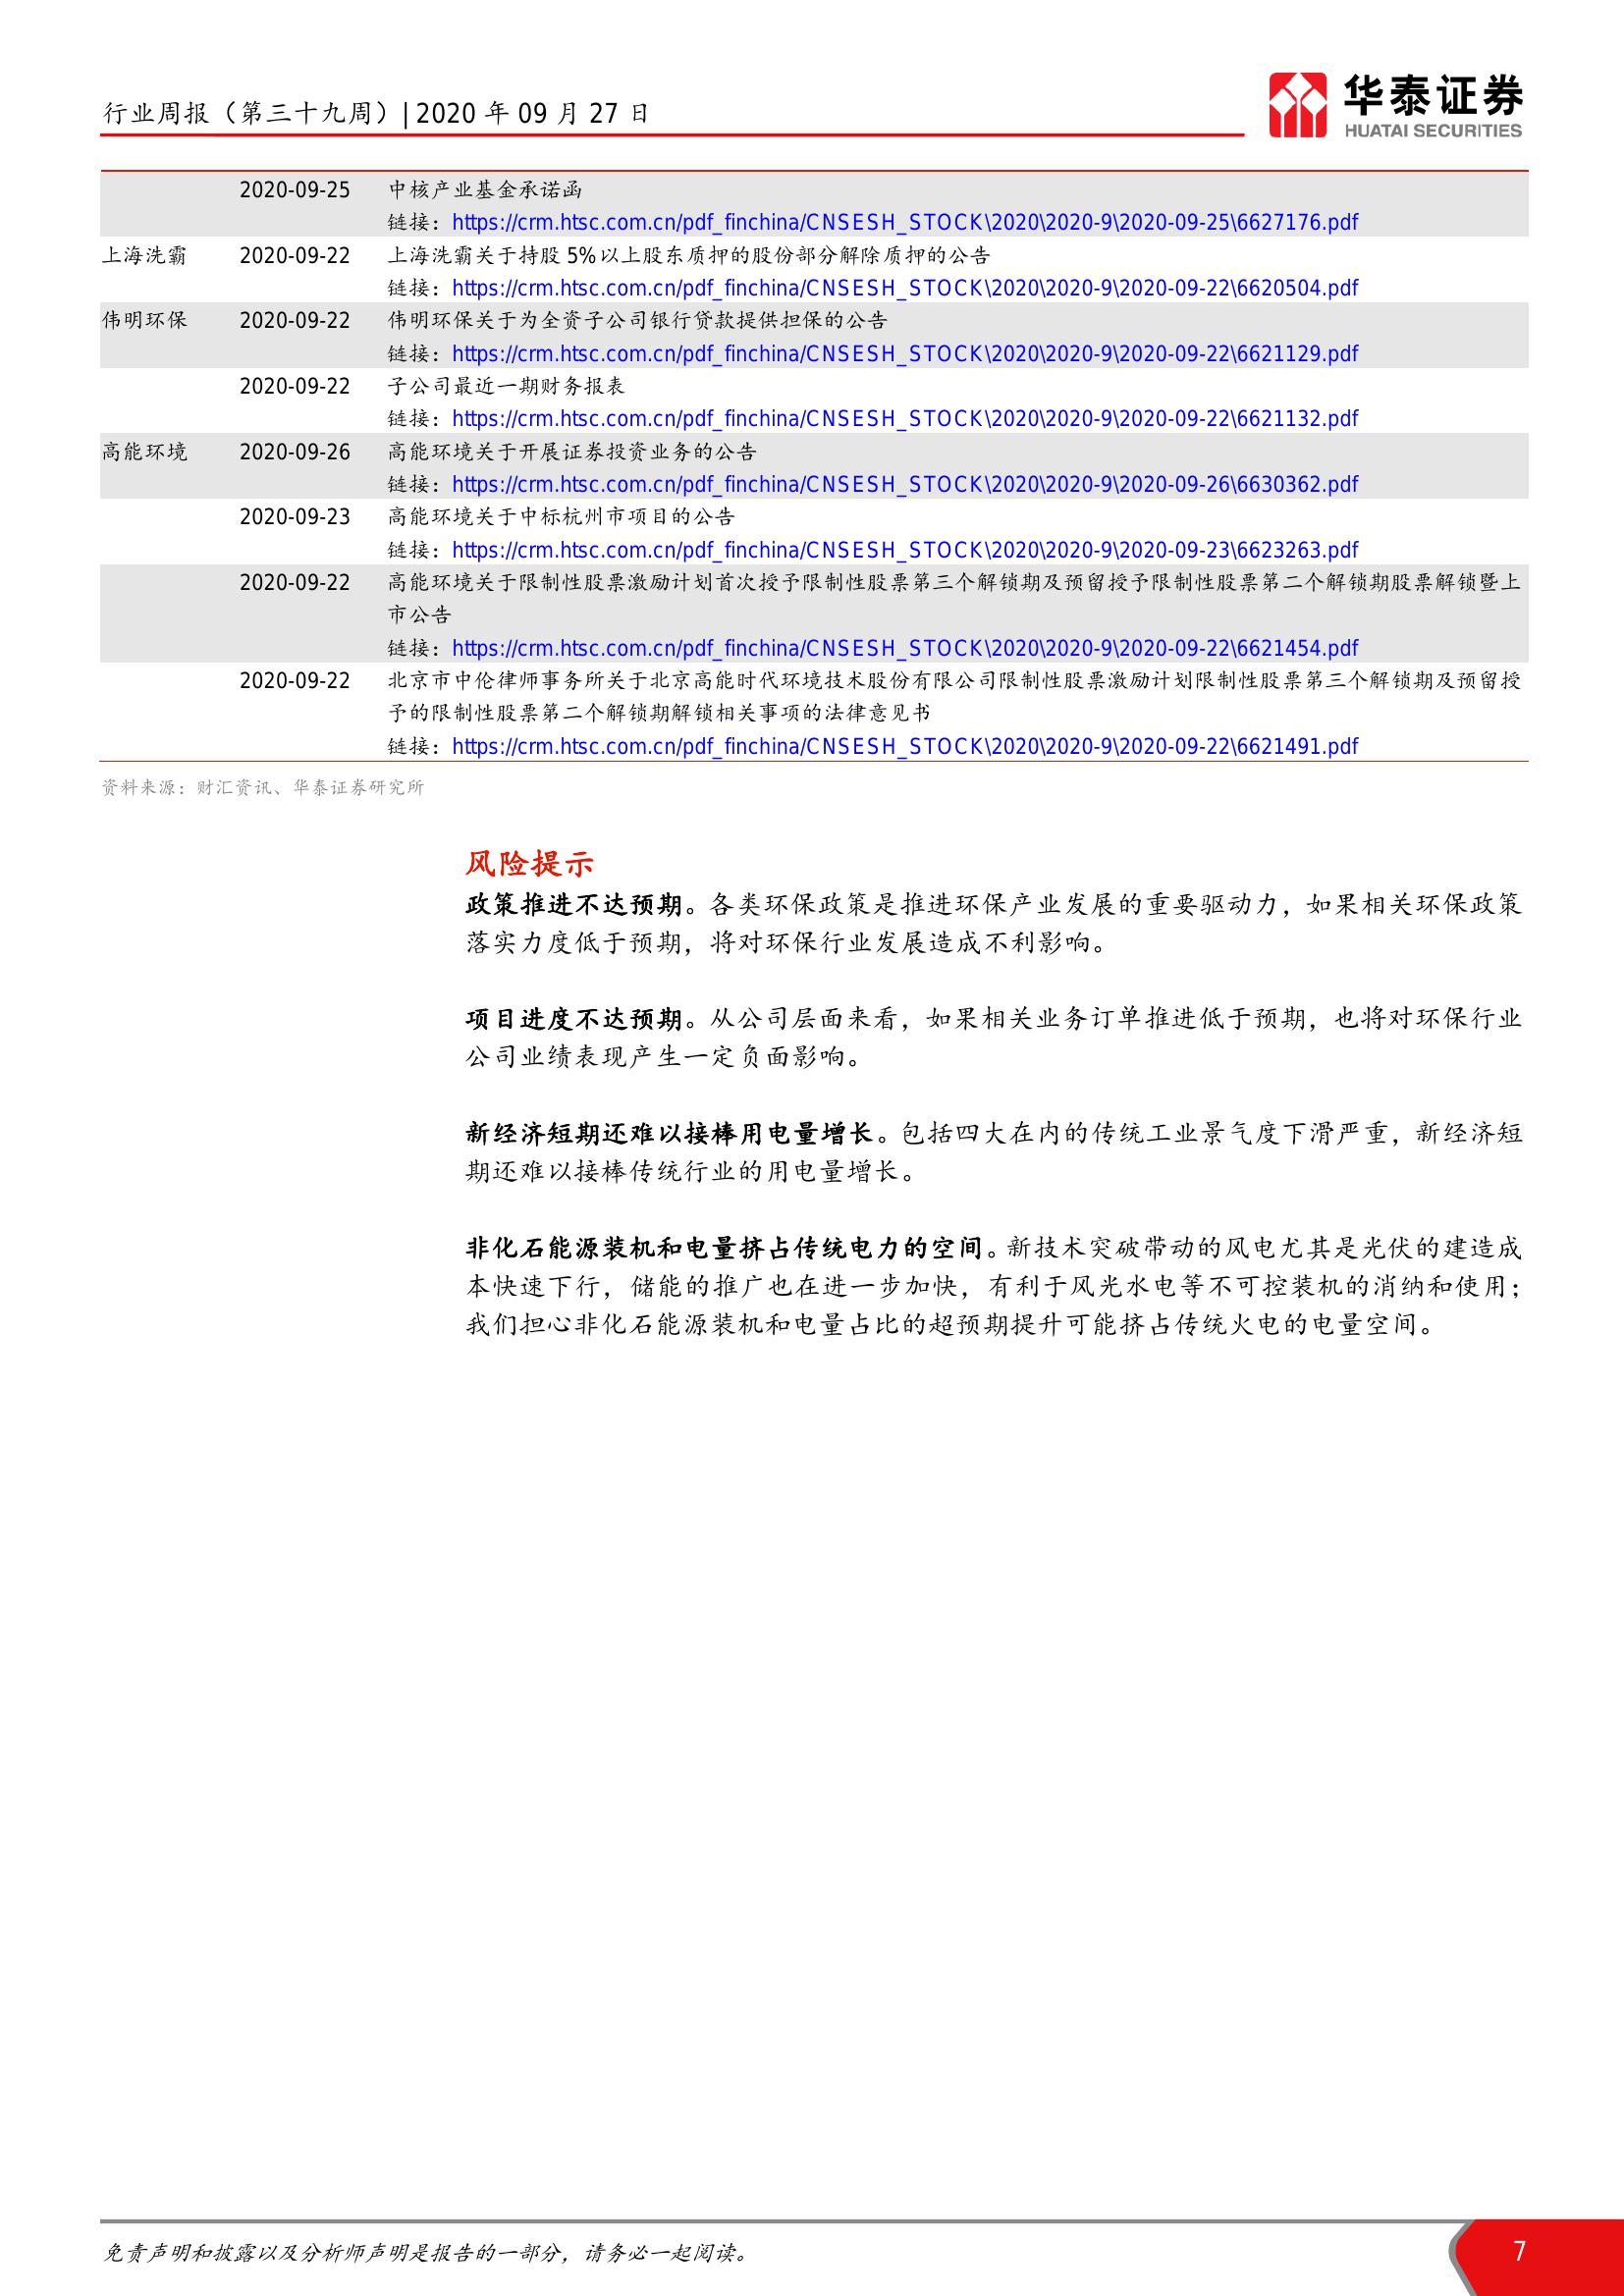 行业周报（第三十九周）| 2020 年 09 月 27 日
华泰证券
HUATAI SECURITIES
2020-09-25 中核产业基金承诺函
链接：https://crm.htsc.com.cn/pdf_finchina/CNSESH_STOCK\2020\2020-9\2020-09-25\6627176.pdf
上海洗霸 2020-09-22 上海洗霸关于持股 5%以上股东质押的股份部分解除质押的公告
链接：https://crm.htsc.com.cn/pdf_finchina/CNSESH_STOCK\2020\2020-9\2020-09-22\6620504.pdf
伟明环保 2020-09-22 伟明环保关于为全资子公司银行贷款提供担保的公告
链接：https://crm.htsc.com.cn/pdf_finchina/CNSESH_STOCK\2020\2020-9\2020-09-22\6621129.pdf
2020-09-22 子公司最近一期财务报表
链接：https://crm.htsc.com.cn/pdf_finchina/CNSESH_STOCK\2020\2020-9\2020-09-22\6621132.pdf
高能环境 2020-09-26 高能环境关于开展证券投资业务的公告
链接：https://crm.htsc.com.cn/pdf_finchina/CNSESH_STOCK\2020\2020-9\2020-09-26\6630362.pdf
2020-09-23 高能环境关于中标杭州市项目的公告
链接：https://crm.htsc.com.cn/pdf_finchina/CNSESH_STOCK\2020\2020-9\2020-09-23\6623263.pdf
2020-09-22 高能环境关于限制性股票激励计划首次授予限制性股票第三个解锁期及预留授予限制性股票第二个解锁期股票解锁暨上
市公告
链接：https://crm.htsc.com.cn/pdf_finchina/CNSESH_STOCK\2020\2020-9\2020-09-22\6621454.pdf
2020-09-22 北京市中伦律师事务所关于北京高能时代环境技术股份有限公司限制性股票激励计划限制性股票第三个解锁期及预留授
予的限制性股票第二个解锁期解锁相关事项的法律意见书
链接：https://crm.htsc.com.cn/pdf_finchina/CNSESH_STOCK\2020\2020-9\2020-09-22\6621491.pdf
资料来源：财汇资讯、华泰证券研究所
风险提示
政策推进不达预期。各类环保政策是推进环保产业发展的重要驱动力，如果相关环保政策
落实力度低于预期，将对环保行业发展造成不利影响。
项目进度不达预期。从公司层面来看，如果相关业务订单推进低于预期，也将对环保行业
公司业绩表现产生一定负面影响。
新经济短期还难以接棒用电量增长。包括四大在内的传统工业景气度下滑严重，新经济短
期还难以接棒传统行业的用电量增长。
非化石能源装机和电量挤占传统电力的空间。新技术突破带动的风电尤其是光伏的建造成
本快速下行，储能的推广也在进一步加快，有利于风光水电等不可控装机的消纳和使用；
我们担心非化石能源装机和电量占比的超预期提升可能挤占传统火电的电量空间。
免责声明和披露以及分析师声明是报告的一部分，请务必一起阅读。
7